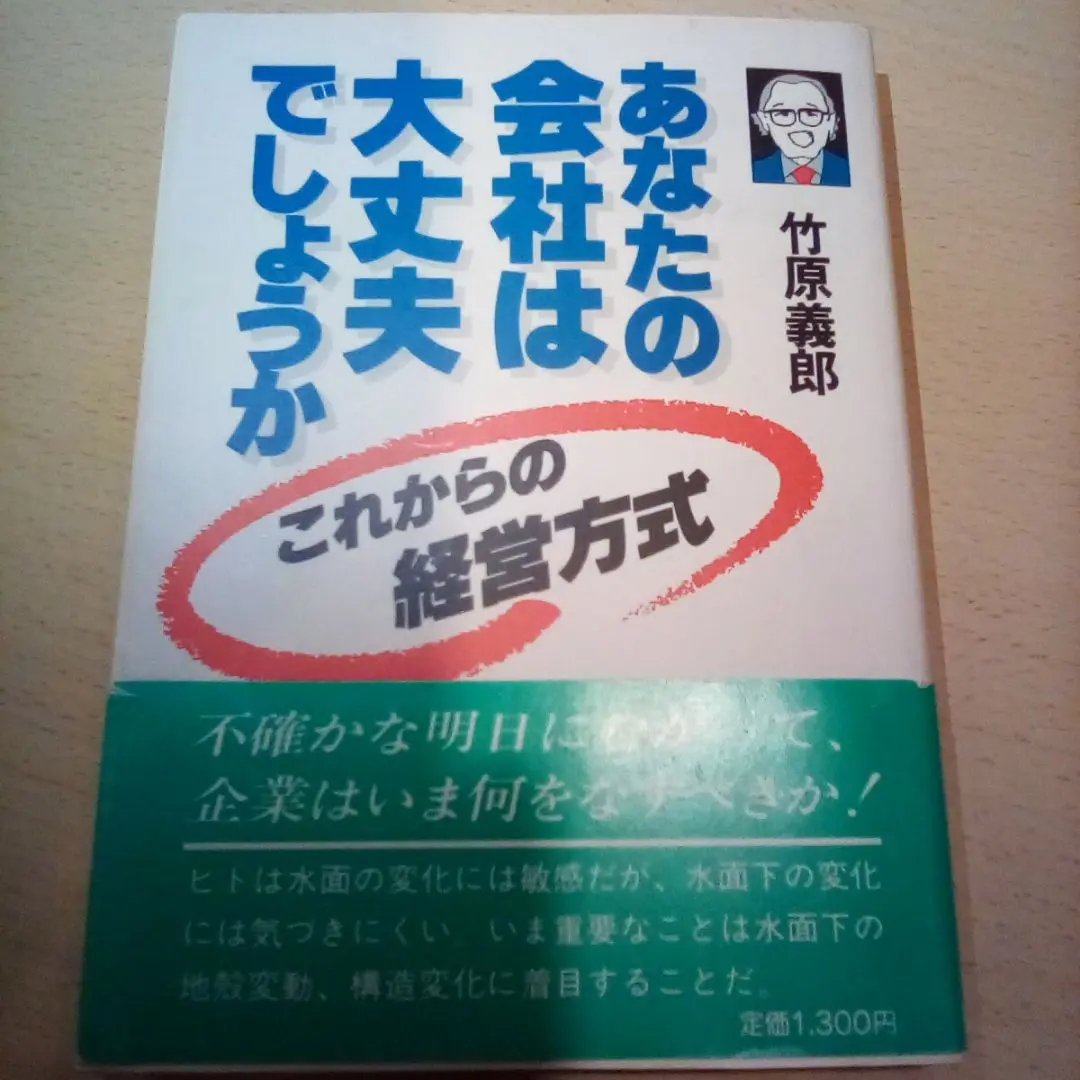 あなたの
会社は
大丈夫
でしょうか
竹原義郎
これからの
経営方式
不確かな明日にむかって、
企業はいま何をなすべきか!
ヒトは水面の変化には敏感だが、水面下の変化
には気づきにくい いま重要なことは水面下の
地殻変動、構造変化に着目することだ。
定価1,300円